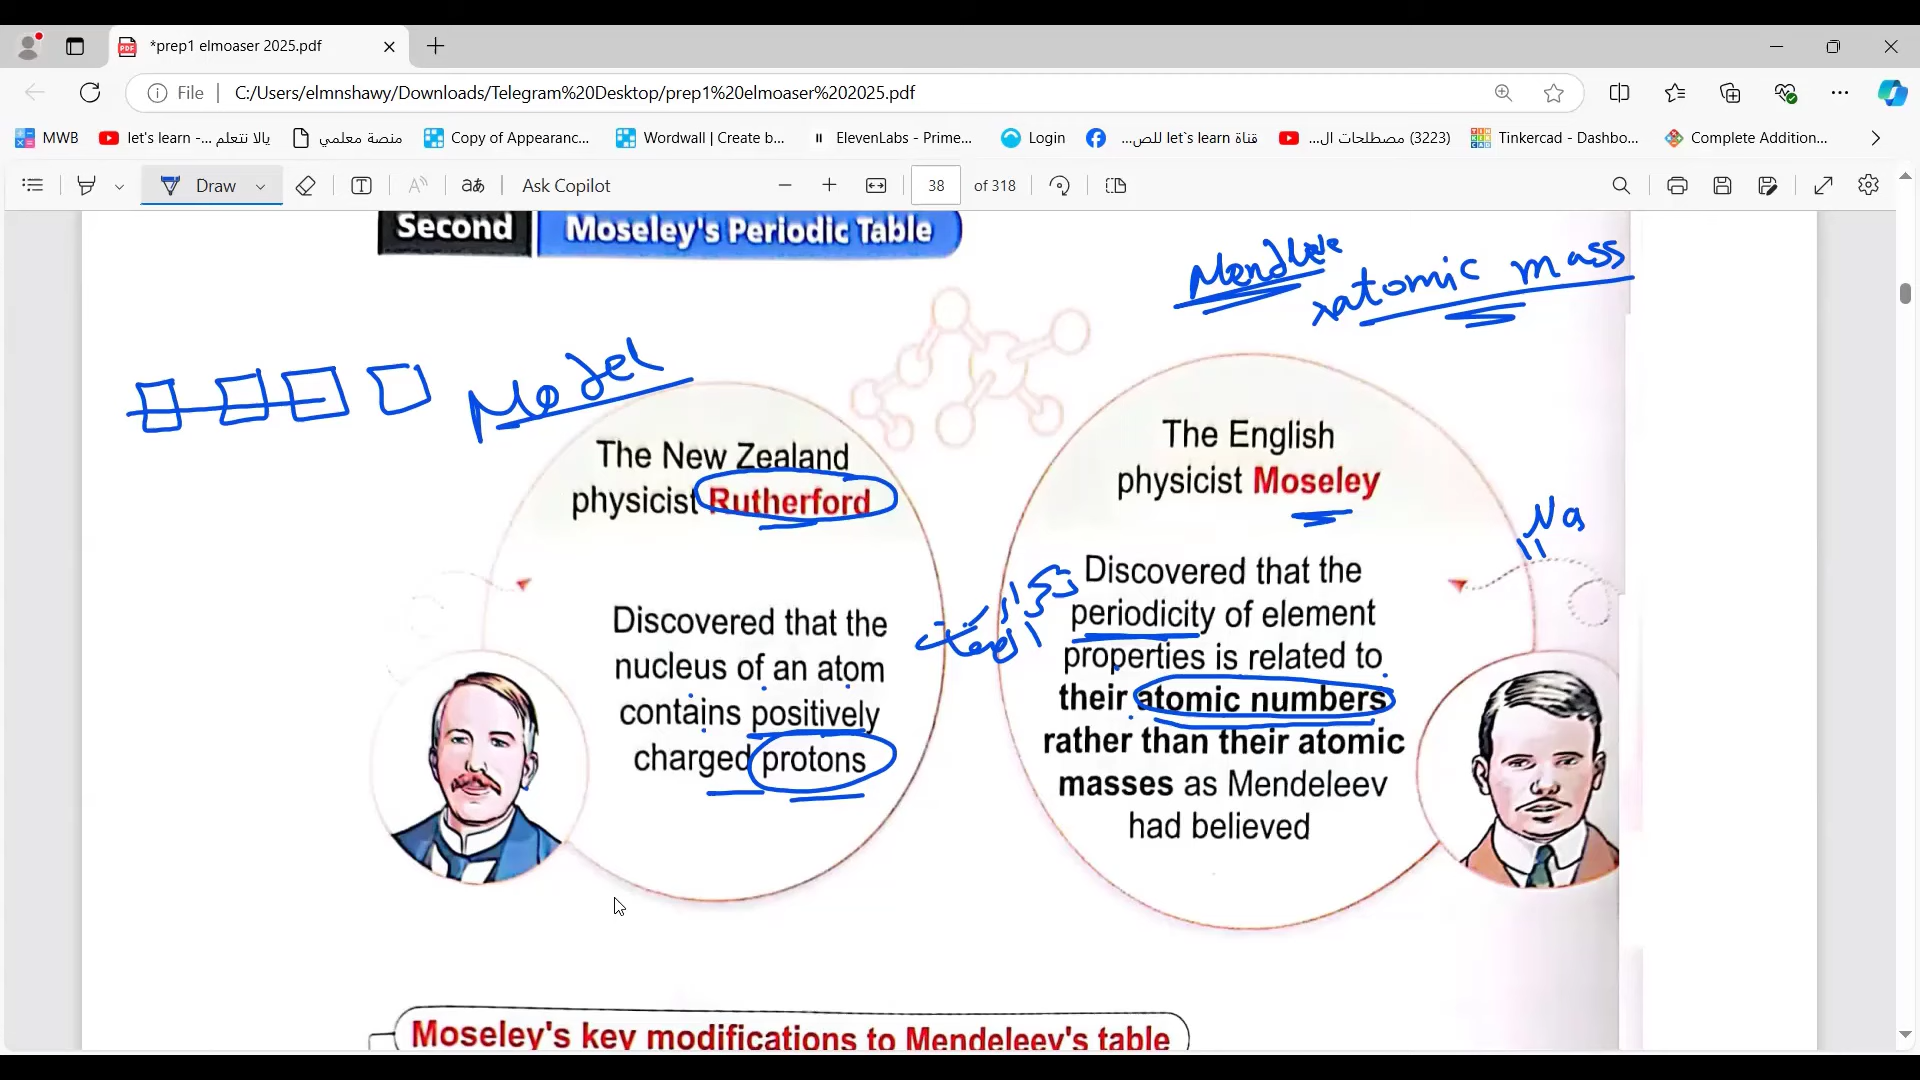 *prep1 elmoaser 2025.pdf
File
C:/Users/elmnshawy/Downloads/Telegram%20Desktop/prep1%20elmoaser%202025.pdf
MWB
let's learn -... يالا نتعلم
منصة معلمي
Copy of Appearanc...
Wordwall | Create b...
ElevenLabs - Prime...
Login
قناة let`s learn للص...
(3223) مصطلحات ال...
Tinkercad - Dashbo...
Complete Addition...
Draw
Ask Copilot
38 of 318
Second Moseley's Periodic Table
atomic mass
Model
The New Zealand
physicist Rutherford
Discovered that the
nucleus of an atom
contains positively
charged protons
The English
physicist Moseley
11Na
Discovered that the
periodicity of element
properties is related to
their atomic numbers
rather than their atomic
masses as Mendeleev
had believed
Moseley's key modifications to Mendeleev's table